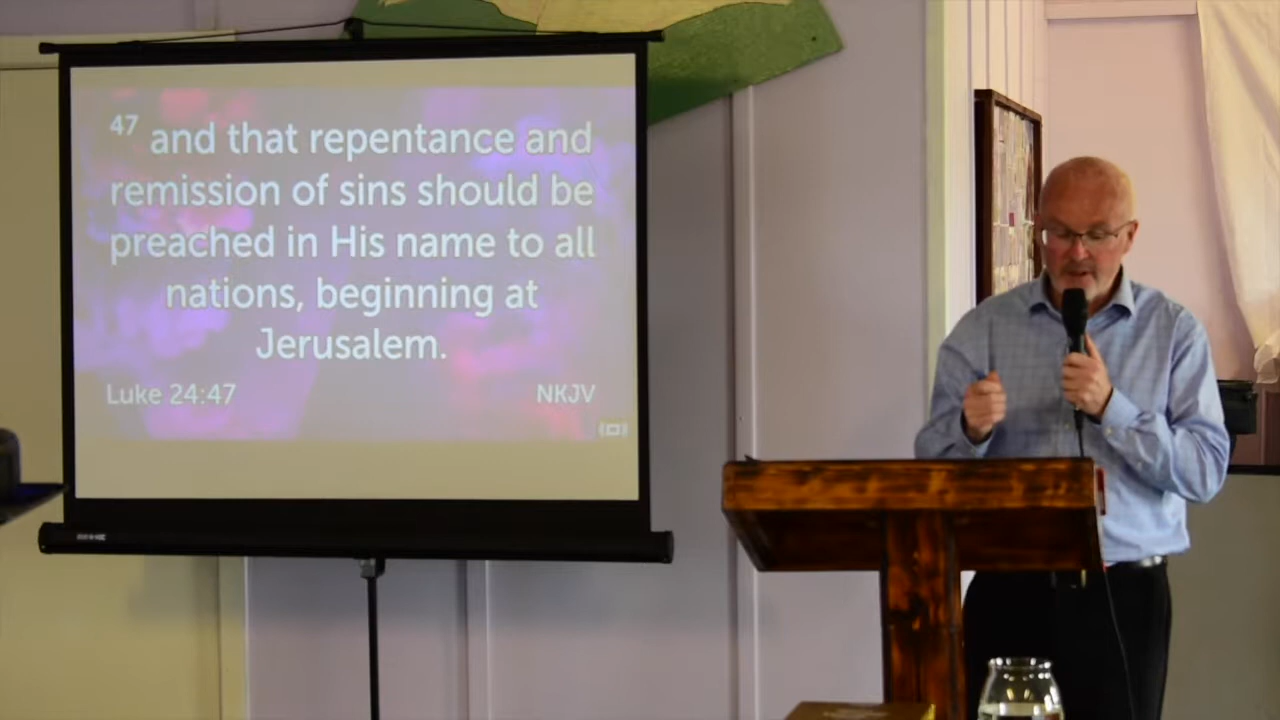 47 and that repentance and
remission of sins should be
preached in His name to all
nations, beginning at
Jerusalem.
Luke 24:47 NKJV